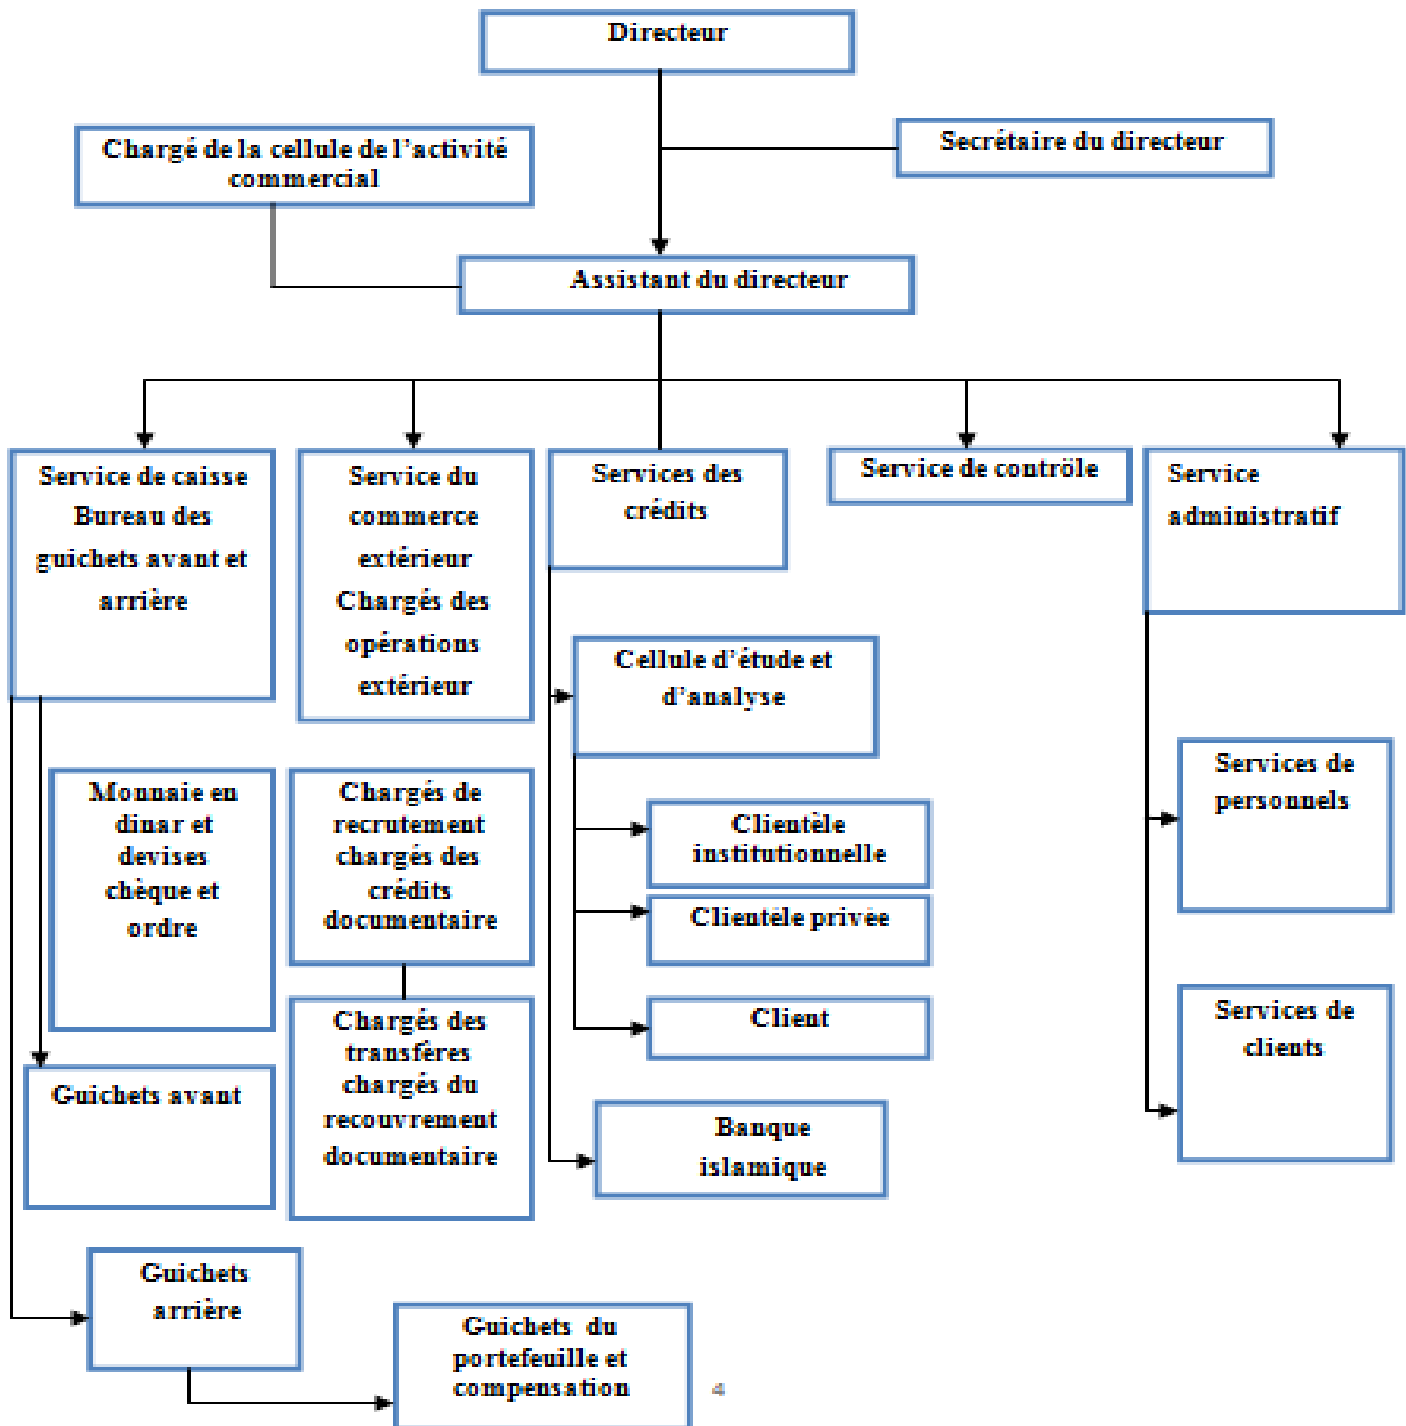 Directeur
Chargé de la cellule de l’activité
commercial
Secrétaire du directeur
Assistant du directeur
Service de caisse
Bureau des
guichets avant et
arrière
Service du
commerce
extérieur
Chargés des
opérations
extérieur
Services des
crédits
Service de contrôle
Service
administratif
Cellule d’étude et
d’analyse
Monnaie en
dinar et
devises
chèque et
ordre
Chargés de
recrutement
chargés des
crédits
documentaire
Clientèle
institutionnelle
Clientèle privée
Client
Services de
personnels
Services de
clients
Guichets avant
Chargés des
transfères
chargés du
recouvrement
documentaire
Banque
islamique
Guichets
arrière
Guichets du
portefeuille et
compensation
4